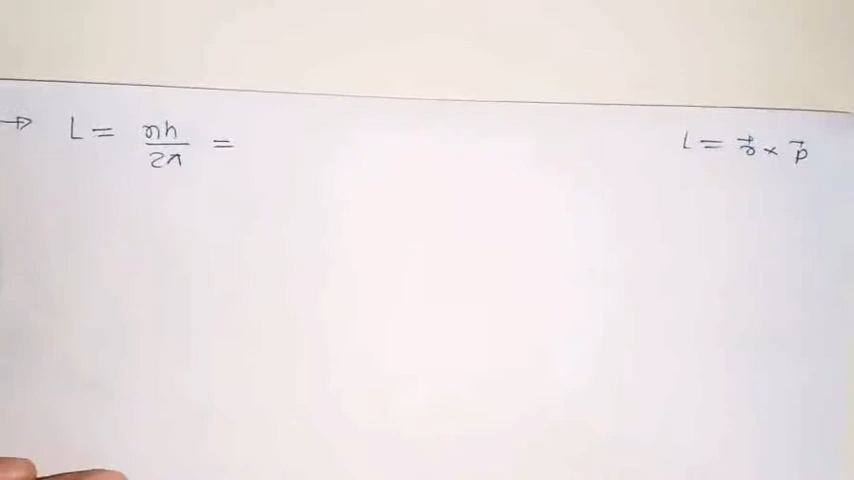 → L = nh/2π =
L = r⃗ × p⃗